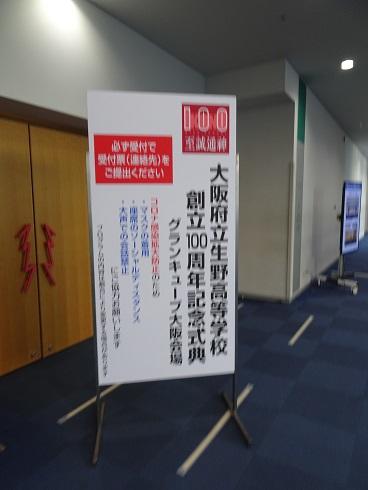 100
至誠通神
大阪府立生野高等学校
創立100周年記念式典
グランキューブ大阪会場
必ず受付で
受付票（連絡先）を
ご提出ください
コロナ感染拡大防止のため
・マスクの着用
・座席のソーシャルディスタンス
・大声での会話禁止
にご協力お願いします